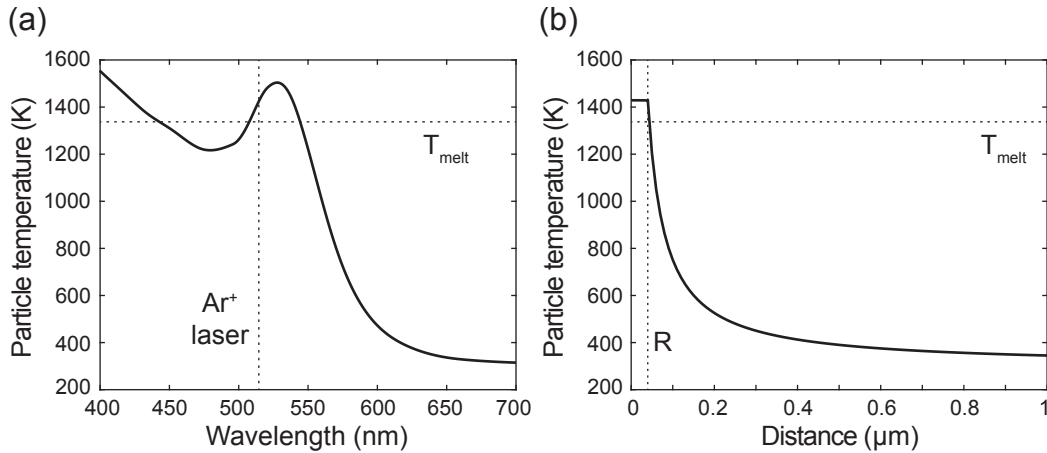 (a)
Particle temperature (K)
1600
1400
1200
1000
800
600
400
200
T_melt
Ar⁺
laser
400 450 500 550 600 650 700
Wavelength (nm)
(b)
Particle temperature (K)
1600
1400
1200
1000
800
600
400
200
T_melt
R
0 0.2 0.4 0.6 0.8 1
Distance (μm)